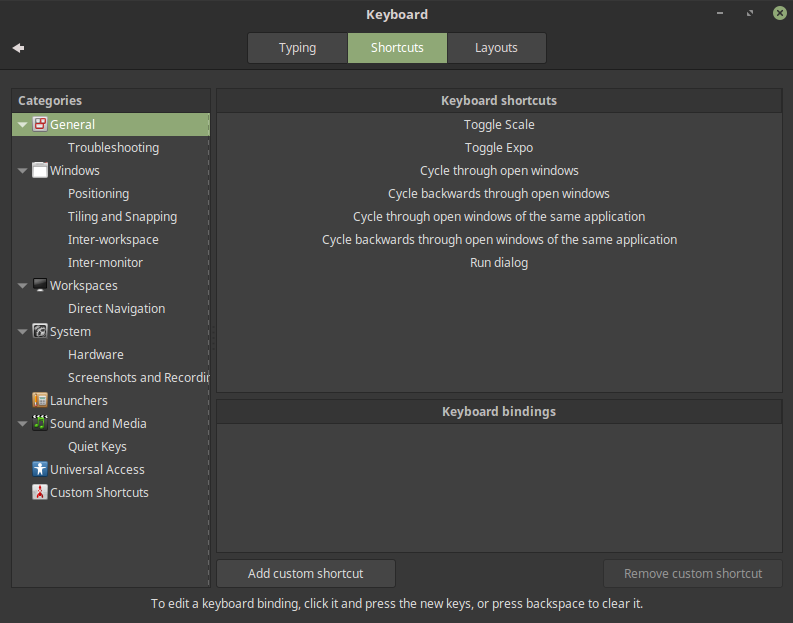 Keyboard
Typing
Shortcuts
Layouts
Categories
General
Troubleshooting
Windows
Positioning
Tiling and Snapping
Inter-workspace
Inter-monitor
Workspaces
Direct Navigation
System
Hardware
Screenshots and Recordin
Launchers
Sound and Media
Quiet Keys
Universal Access
Custom Shortcuts
Keyboard shortcuts
Toggle Scale
Toggle Expo
Cycle through open windows
Cycle backwards through open windows
Cycle through open windows of the same application
Cycle backwards through open windows of the same application
Run dialog
Keyboard bindings
Add custom shortcut
Remove custom shortcut
To edit a keyboard binding, click it and press the new keys, or press backspace to clear it.